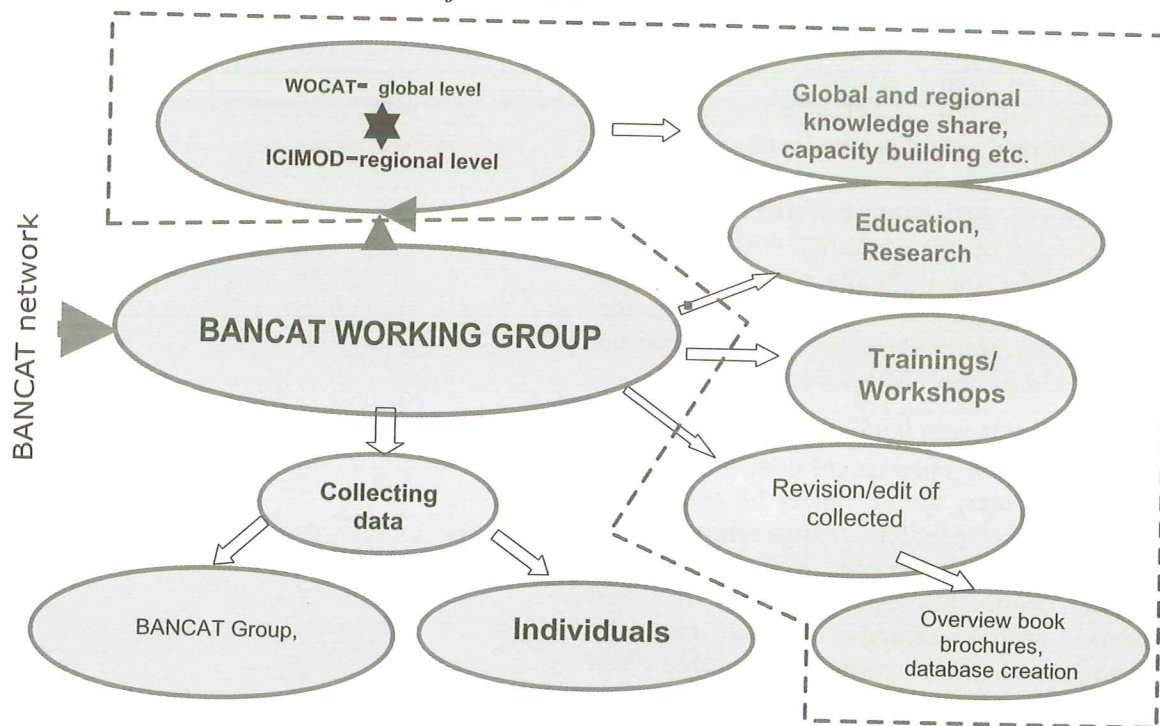 WOCAT- global level
ICIMOD-regional level
Global and regional
knowledge share,
capacity building etc.
Education,
Research
BANCAT network
BANCAT WORKING GROUP
Trainings/
Workshops
Collecting
data
Revision/edit of
collected
BANCAT Group,
Individuals
Overview book
brochures,
database creation